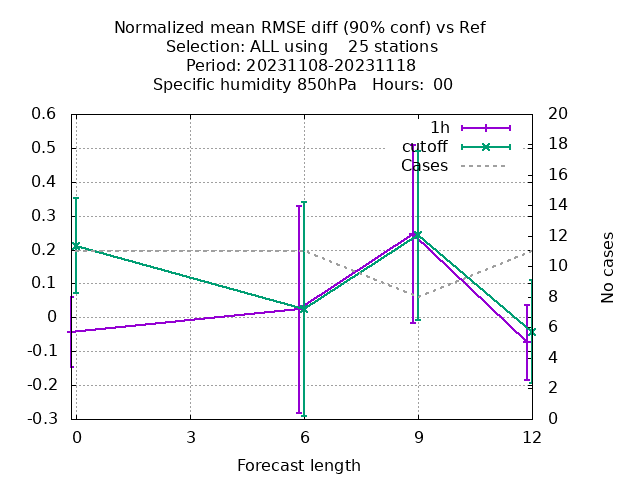 Normalized mean RMSE diff (90% conf) vs Ref
Selection: ALL using    25 stations
Period: 20231108-20231118
Specific humidity 850hPa   Hours:  00
0.6
0.5
0.4
0.3
0.2
0.1
0
-0.1
-0.2
-0.3
1h
cutoff
Cases
20
18
16
14
12
10
8
6
4
2
0
No cases
0
3
6
9
12
Forecast length